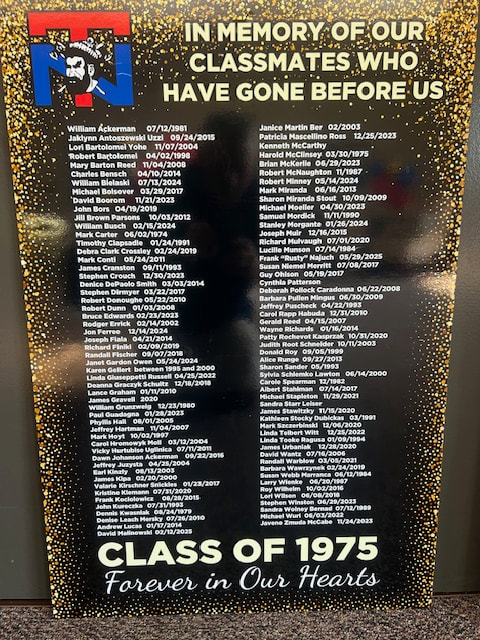 TN
IN MEMORY OF OUR
CLASSMATES WHO
HAVE GONE BEFORE US
William Ackerman 07/12/1981
Jaklynn Antoszewski Uzzi 09/24/2015
Lori Bartolomei Yohe 11/07/2004
Robert Bartolomei 04/02/1998
Mary Barton Reed 11/04/2008
Charles Bensch 04/10/2014
William Bielaski 07/13/2024
Michael Bolsover 03/29/2017
David Boorom 11/21/2023
John Bors 04/19/2019
Jill Brown Parsons 10/03/2012
William Busch 02/15/2024
Mark Carter 06/02/1974
Timothy Clapsadle 01/24/1991
Debra Clark Crossley 02/24/2019
Mark Conti 05/24/2011
James Cranston 09/11/1993
Stephen Crouch 12/30/2023
Denice DePaolo Smith 03/03/2014
Stephen Dirmyer 03/22/2017
Robert Donoughe 05/22/2010
Robert Dunn 01/03/2008
Bruce Edwards 02/23/2023
Rodger Errick 02/14/2002
Jon Ferree 12/14/2024
Joseph Fiala 04/21/2014
Richard Finiki 02/09/2019
Randall Fischer 09/07/2018
Janet Gardon Owen 05/24/2024
Karen Gellert between 1995 and 2000
Linda Giuseppetti Russell 04/25/2022
Deanna Graczyk Schultz 12/18/2018
Lance Graham 01/11/2010
James Gravell 2020
William Grunzweig 12/23/1980
Paul Guadagna 01/28/2023
Phyllis Hall 06/01/2005
Jeffrey Hartman 11/04/2007
Mark Hoyt 10/02/1997
Carol Hromowyk Moll 03/12/2004
Vicky Hurtubise Uglinica 07/11/2011
Dawn Johanson Ackerman 09/22/2016
Jeffrey Juzysta 04/25/2004
Earl Kinzly 08/13/2003
James Klga 02/20/2000
Valarie Kirschner Snickles 01/23/2017
Kristine Klemann 07/31/2020
Frank Kociolowicz 08/28/2015
John Kureczka 07/31/1993
Dennis Kwasniak 08/24/1979
Denise Leach Mersky 07/26/2010
Andrew Lucas 01/17/2014
David Malinowski 02/12/2025
Janice Martin Ber 02/2003
Patricia Mascellino Ross 12/25/2023
Kenneth McCarthy
Harold McClinsey 03/30/1975
Brian McKerlie 06/29/2023
Robert McNaughton 11/1987
Robert Minney 05/14/2024
Mark Miranda 06/16/2013
Sharon Miranda Stout 10/09/2009
Michael Moeller 04/30/2023
Samuel Mordick 11/11/1990
Stanley Morgante 01/26/2024
Joseph Muir 12/16/2015
Richard Mulvaugh 07/01/2020
Lucille Munson 07/14/1984
Frank "Rusty" Najuch 05/29/2025
Susan Niemel Merritt 07/08/2017
Guy Ohlson 05/19/2017
Cynthia Patterson
Deborah Pollock Caradonna 06/22/2008
Barbara Pullen Mingus 06/30/2009
Jeffrey Puscheck 04/22/1993
Carol Rapp Habuda 12/31/2010
Gerald Reed 04/15/2007
Wayne Richards 01/16/2014
Patty Rochevot Kasprzak 10/31/2020
Judith Root Schneider 10/11/2003
Donald Roy 09/05/1999
Alice Runge 09/27/2013
Sharon Sander 05/1993
Sylvia Schlemko Lawton 06/14/2000
Carole Spearman 12/1982
Albert Stahlman 07/14/2017
Michael Stapleton 11/29/2021
Sandra Starr Leiser
James Stawitzky 11/15/2020
Kathleen Stocky Dubickas 03/1991
Mark Szczerbinski 12/06/2020
Linda Telbert Witt 12/25/2022
Linda Tooke Ragusa 01/09/1994
James Urbaniak 12/28/2020
David Wantz 07/16/2006
Randall Warblow 03/05/2021
Barbara Wawrzynek 02/24/2019
Susan Webb Marranca 06/12/1984
Larry Wienke 06/20/1987
Roy Wilhelm 10/02/2016
Lori Wilson 06/08/2018
Stephen Winston 06/29/2023
Sandra Wolney Bernad 07/12/1989
Michael Wurl 06/03/2022
Javene Zmuda McCabe 11/24/2023
CLASS OF 1975
Forever in Our Hearts